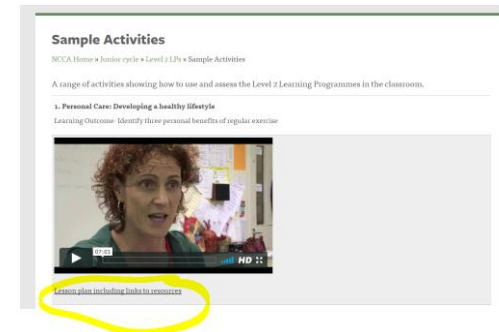 Sample Activities
NCCA Home » Junior cycle » Level 2 LPs » Sample Activities
A range of activities showing how to use and assess the Level 2 Learning Programmes in the classroom.
1. Personal Care: Developing a healthy lifestyle
Learning Outcome- Identify three personal benefits of regular exercise
07:01
HD
Lesson plan including links to resources